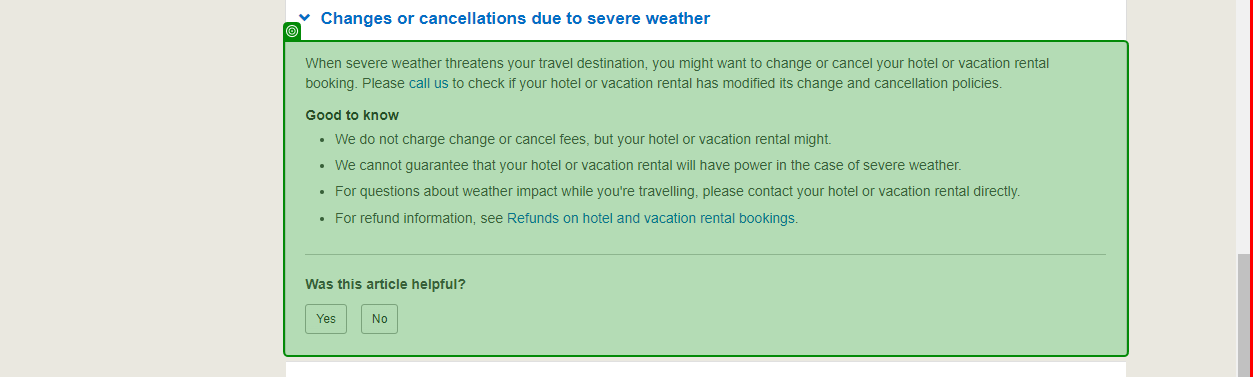 Changes or cancellations due to severe weather
When severe weather threatens your travel destination, you might want to change or cancel your hotel or vacation rental
booking. Please call us to check if your hotel or vacation rental has modified its change and cancellation policies.
Good to know
• We do not charge change or cancel fees, but your hotel or vacation rental might.
• We cannot guarantee that your hotel or vacation rental will have power in the case of severe weather.
• For questions about weather impact while you're travelling, please contact your hotel or vacation rental directly.
• For refund information, see Refunds on hotel and vacation rental bookings.
Was this article helpful?
Yes No